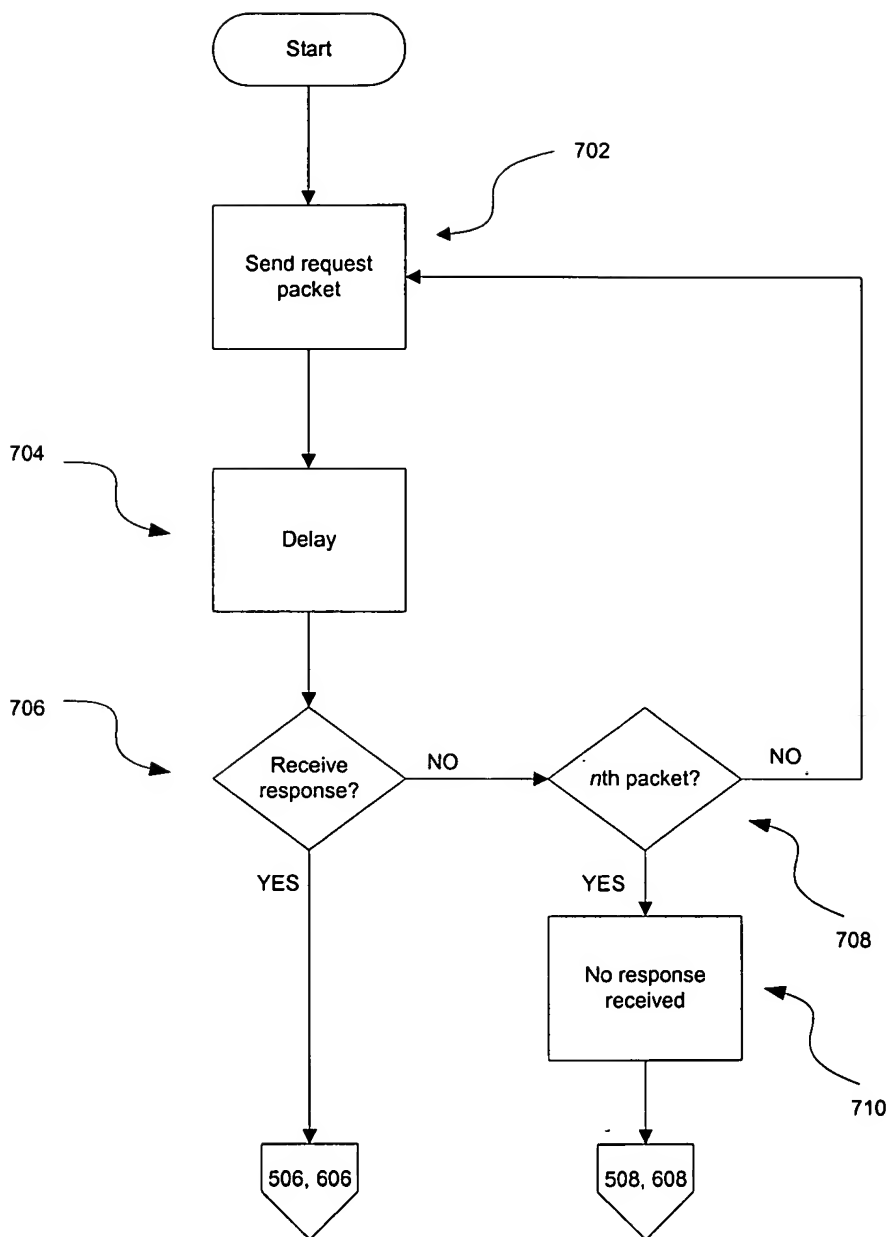 Start
702
Send request
packet
704
Delay
706
Receive
response?
NO
nth packet?
NO
YES
YES
708
No response
received
710
506, 606
508, 608